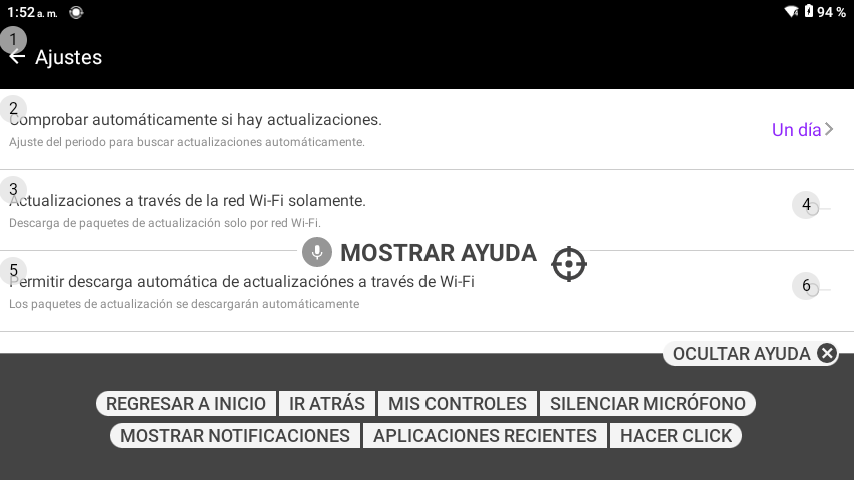 1:52 a. m. 94 %
1
Ajustes
2
Comprobar automáticamente si hay actualizaciones.
Ajuste del periodo para buscar actualizaciones automáticamente.
Un día
3
Actualizaciones a través de la red Wi-Fi solamente.
Descarga de paquetes de actualización solo por red Wi-Fi.
4
MOSTRAR AYUDA
5
Permitir descarga automática de actualizaciónes a través de Wi-Fi
Los paquetes de actualización se descargarán automáticamente
6
OCULTAR AYUDA
REGRESAR A INICIO IR ATRÁS MIS CONTROLES SILENCIAR MICRÓFONO
MOSTRAR NOTIFICACIONES APLICACIONES RECIENTES HACER CLICK